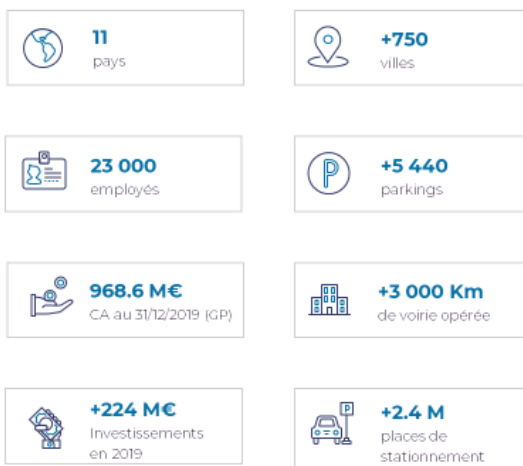 11
pays
+750
villes
23 000
employés
+5 440
parkings
968.6 M€
CA au 31/12/2019 (GP)
+3 000 Km
de voirie opérée
+224 M€
Investissements
en 2019
P
+2.4 M
places de
stationnement